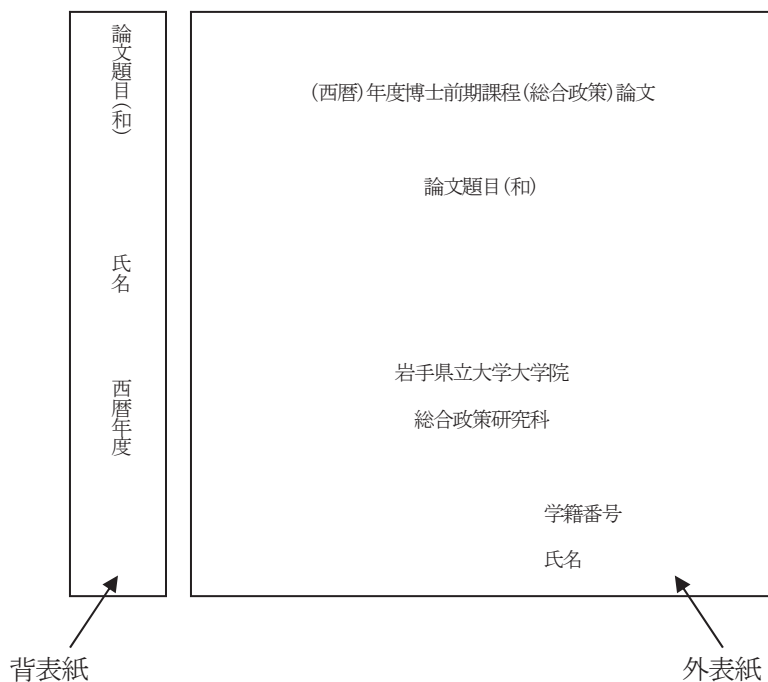 論文題目(和)
氏名
西暦年度
(西暦)年度博士前期課程(総合政策)論文
論文題目(和)
岩手県立大学大学院
総合政策研究科
学籍番号
氏名
背表紙
外表紙